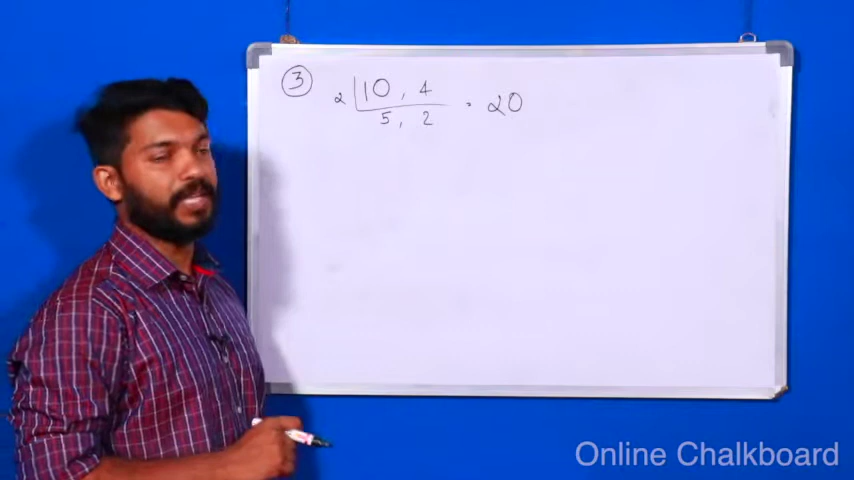 ③ 2 | 10 , 4 = 20
5 , 2
Online Chalkboard